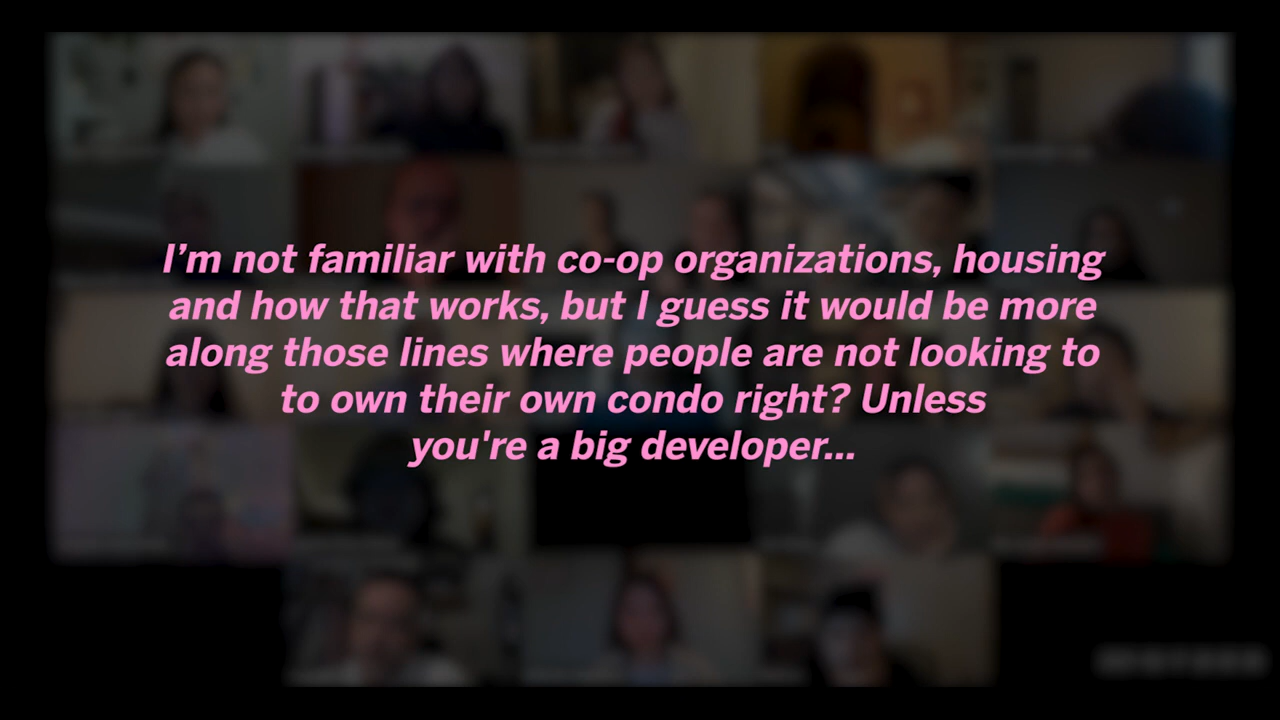 I’m not familiar with co-op organizations, housing
and how that works, but I guess it would be more
along those lines where people are not looking to
to own their own condo right? Unless
you're a big developer...